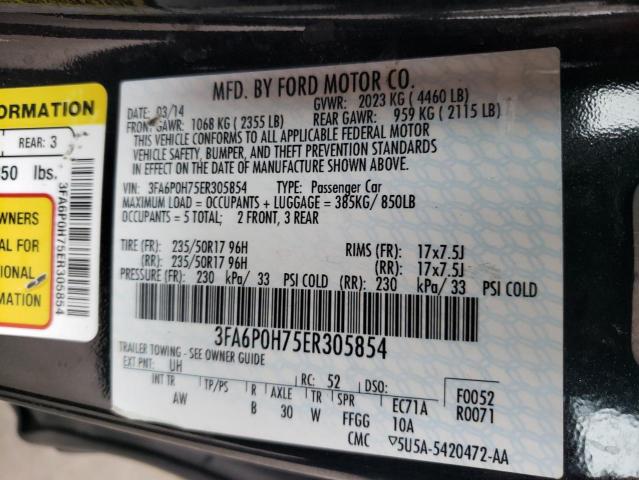 MFD. BY FORD MOTOR CO.
DATE: 03/14 GVWR: 2023 KG ( 4460 LB)
FRONT GAWR: 1068 KG ( 2355 LB) REAR GAWR: 959 KG ( 2115 LB)
THIS VEHICLE CONFORMS TO ALL APPLICABLE FEDERAL MOTOR
VEHICLE SAFETY, BUMPER, AND THEFT PREVENTION STANDARDS
IN EFFECT ON THE DATE OF MANUFACTURE SHOWN ABOVE.
VIN: 3FA6P0H75ER305854 TYPE: Passenger Car
MAXIMUM LOAD = OCCUPANTS + LUGGAGE = 385KG/ 850LB
OCCUPANTS = 5 TOTAL; 2 FRONT, 3 REAR
TIRE (FR): 235/50R17 96H RIMS (FR): 17x7.5J
(RR): 235/50R17 96H (RR): 17x7.5J
PRESSURE (FR): 230 kPa/ 33 PSI COLD (RR): 230 kPa/ 33 PSI COLD
3FA6P0H75ER305854
TRAILER TOWING - SEE OWNER GUIDE
EXT PNT: UH RC: 52 DSO:
INT TR TP/PS R AXLE TR SPR EC71A F0052
AW B 30 W FFGG 10A R0071
CMC ▽5U5A-5420472-AA
FORMATION
REAR: 3
50 lbs.
3FA6P0H75ER305854
OWNERS
AL FOR
TIONAL
MATION